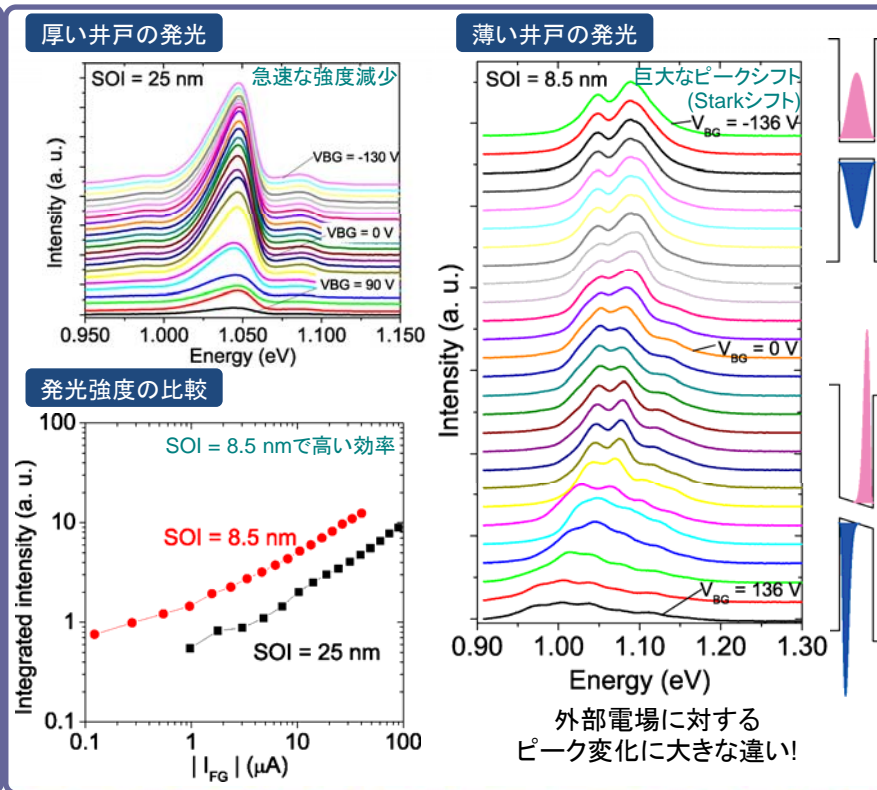 厚い井戸の発光
SOI = 25 nm
急速な強度減少
VBG = -130 V
VBG = 0 V
VBG = 90 V
Intensity (a. u.)
0.950 1.000 1.050 1.100 1.150
Energy (eV)
発光強度の比較
100
SOI = 8.5 nmで高い効率
10
SOI = 8.5 nm
1
SOI = 25 nm
0.1
Integrated intensity (a. u.)
0.1 1 10 100
| I_FG | (μA)
薄い井戸の発光
SOI = 8.5 nm
巨大なピークシフト
(Starkシフト)
V_BG = -136 V
V_BG = 0 V
V_BG = 136 V
Intensity (a. u.)
0.90 1.00 1.10 1.20 1.30
Energy (eV)
外部電場に対する
ピーク変化に大きな違い!